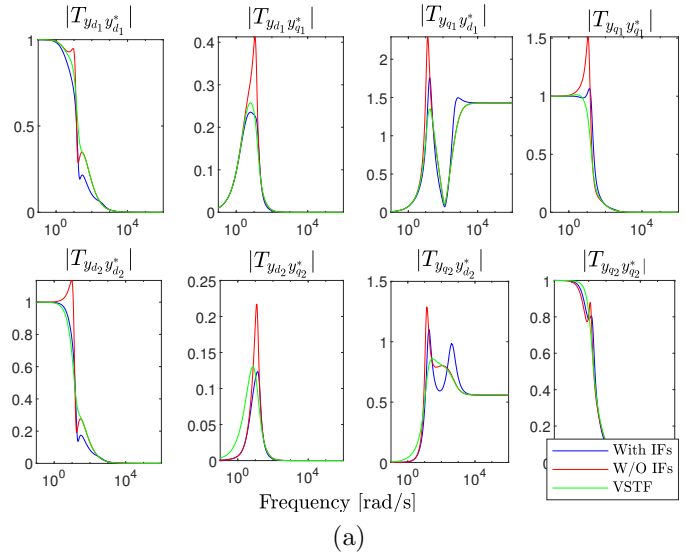 |T_{y_{d_1} y^*_{d_1}}| |T_{y_{d_1} y^*_{q_1}}| |T_{y_{q_1} y^*_{d_1}}| |T_{y_{q_1} y^*_{q_1}}|
1 0.4 2 1.5
0.3 1.5 1
0.5 0.2 1 0.5
0.1 0.5
0 0 0 0
10^0 10^4 10^0 10^4 10^0 10^4 10^0 10^4
|T_{y_{d_2} y^*_{d_2}}| |T_{y_{d_2} y^*_{q_2}}| |T_{y_{q_2} y^*_{d_2}}| |T_{y_{q_2} y^*_{q_2}}|
0.25 1.5 1
1 0.2 0.8
0.8 0.15 1 0.6
0.6 0.1 0.4
0.4 0.5 0.2
0.2 0.05
0 0 0 0
10^0 10^4 10^0 10^4 10^0 10^4 10^0 10^4
With IFs
W/O IFs
VSTF
Frequency [rad/s]
(a)